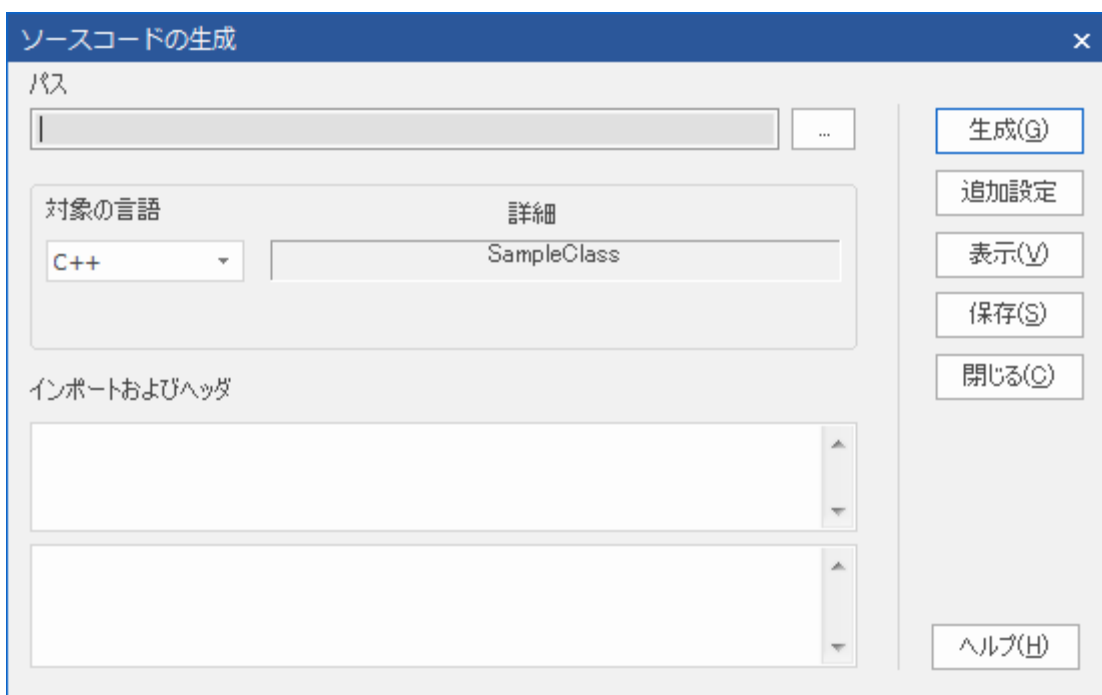 ソースコードの生成
パス
...
生成(G)
追加設定
対象の言語
詳細
C++
SampleClass
表示(V)
保存(S)
閉じる(C)
インポートおよびヘッダ
ヘルプ(H)